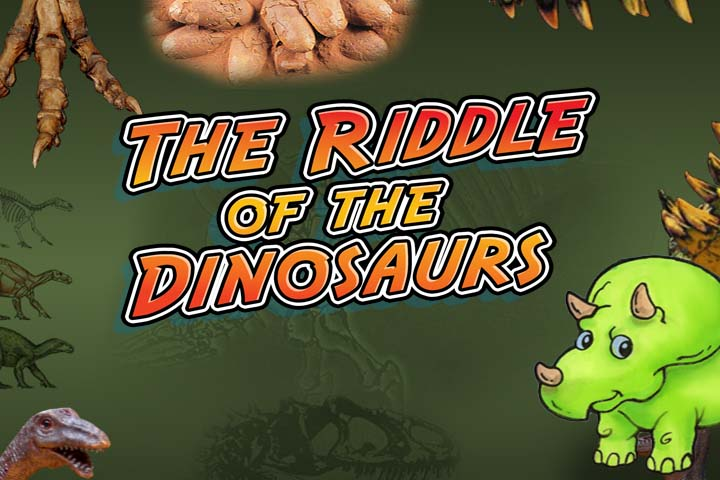 THE RIDDLE
OF THE
DINOSAURS